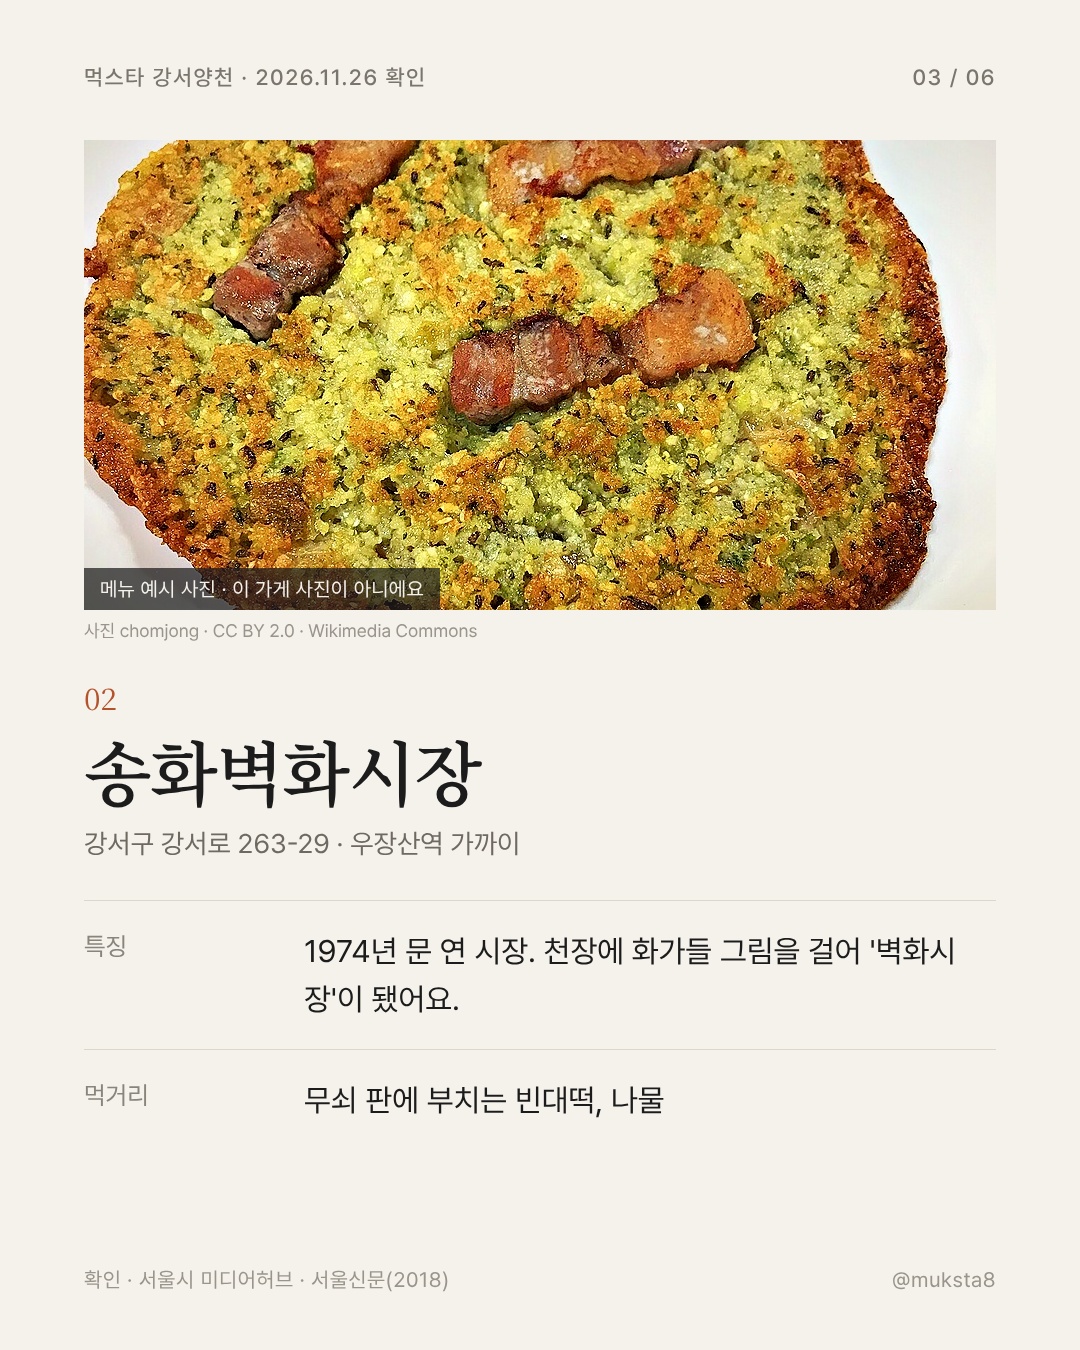 먹스타 강서양천 · 2026.11.26 확인
03 / 06
메뉴 예시 사진 · 이 가게 사진이 아니에요
사진 chomjong · CC BY 2.0 · Wikimedia Commons
02
송화벽화시장
강서구 강서로 263-29 · 우장산역 가까이
특징
1974년 문 연 시장. 천장에 화가들 그림을 걸어 '벽화시
장'이 됐어요.
먹거리
무쇠 판에 부치는 빈대떡, 나물
확인 · 서울시 미디어허브 · 서울신문(2018)
@muksta8